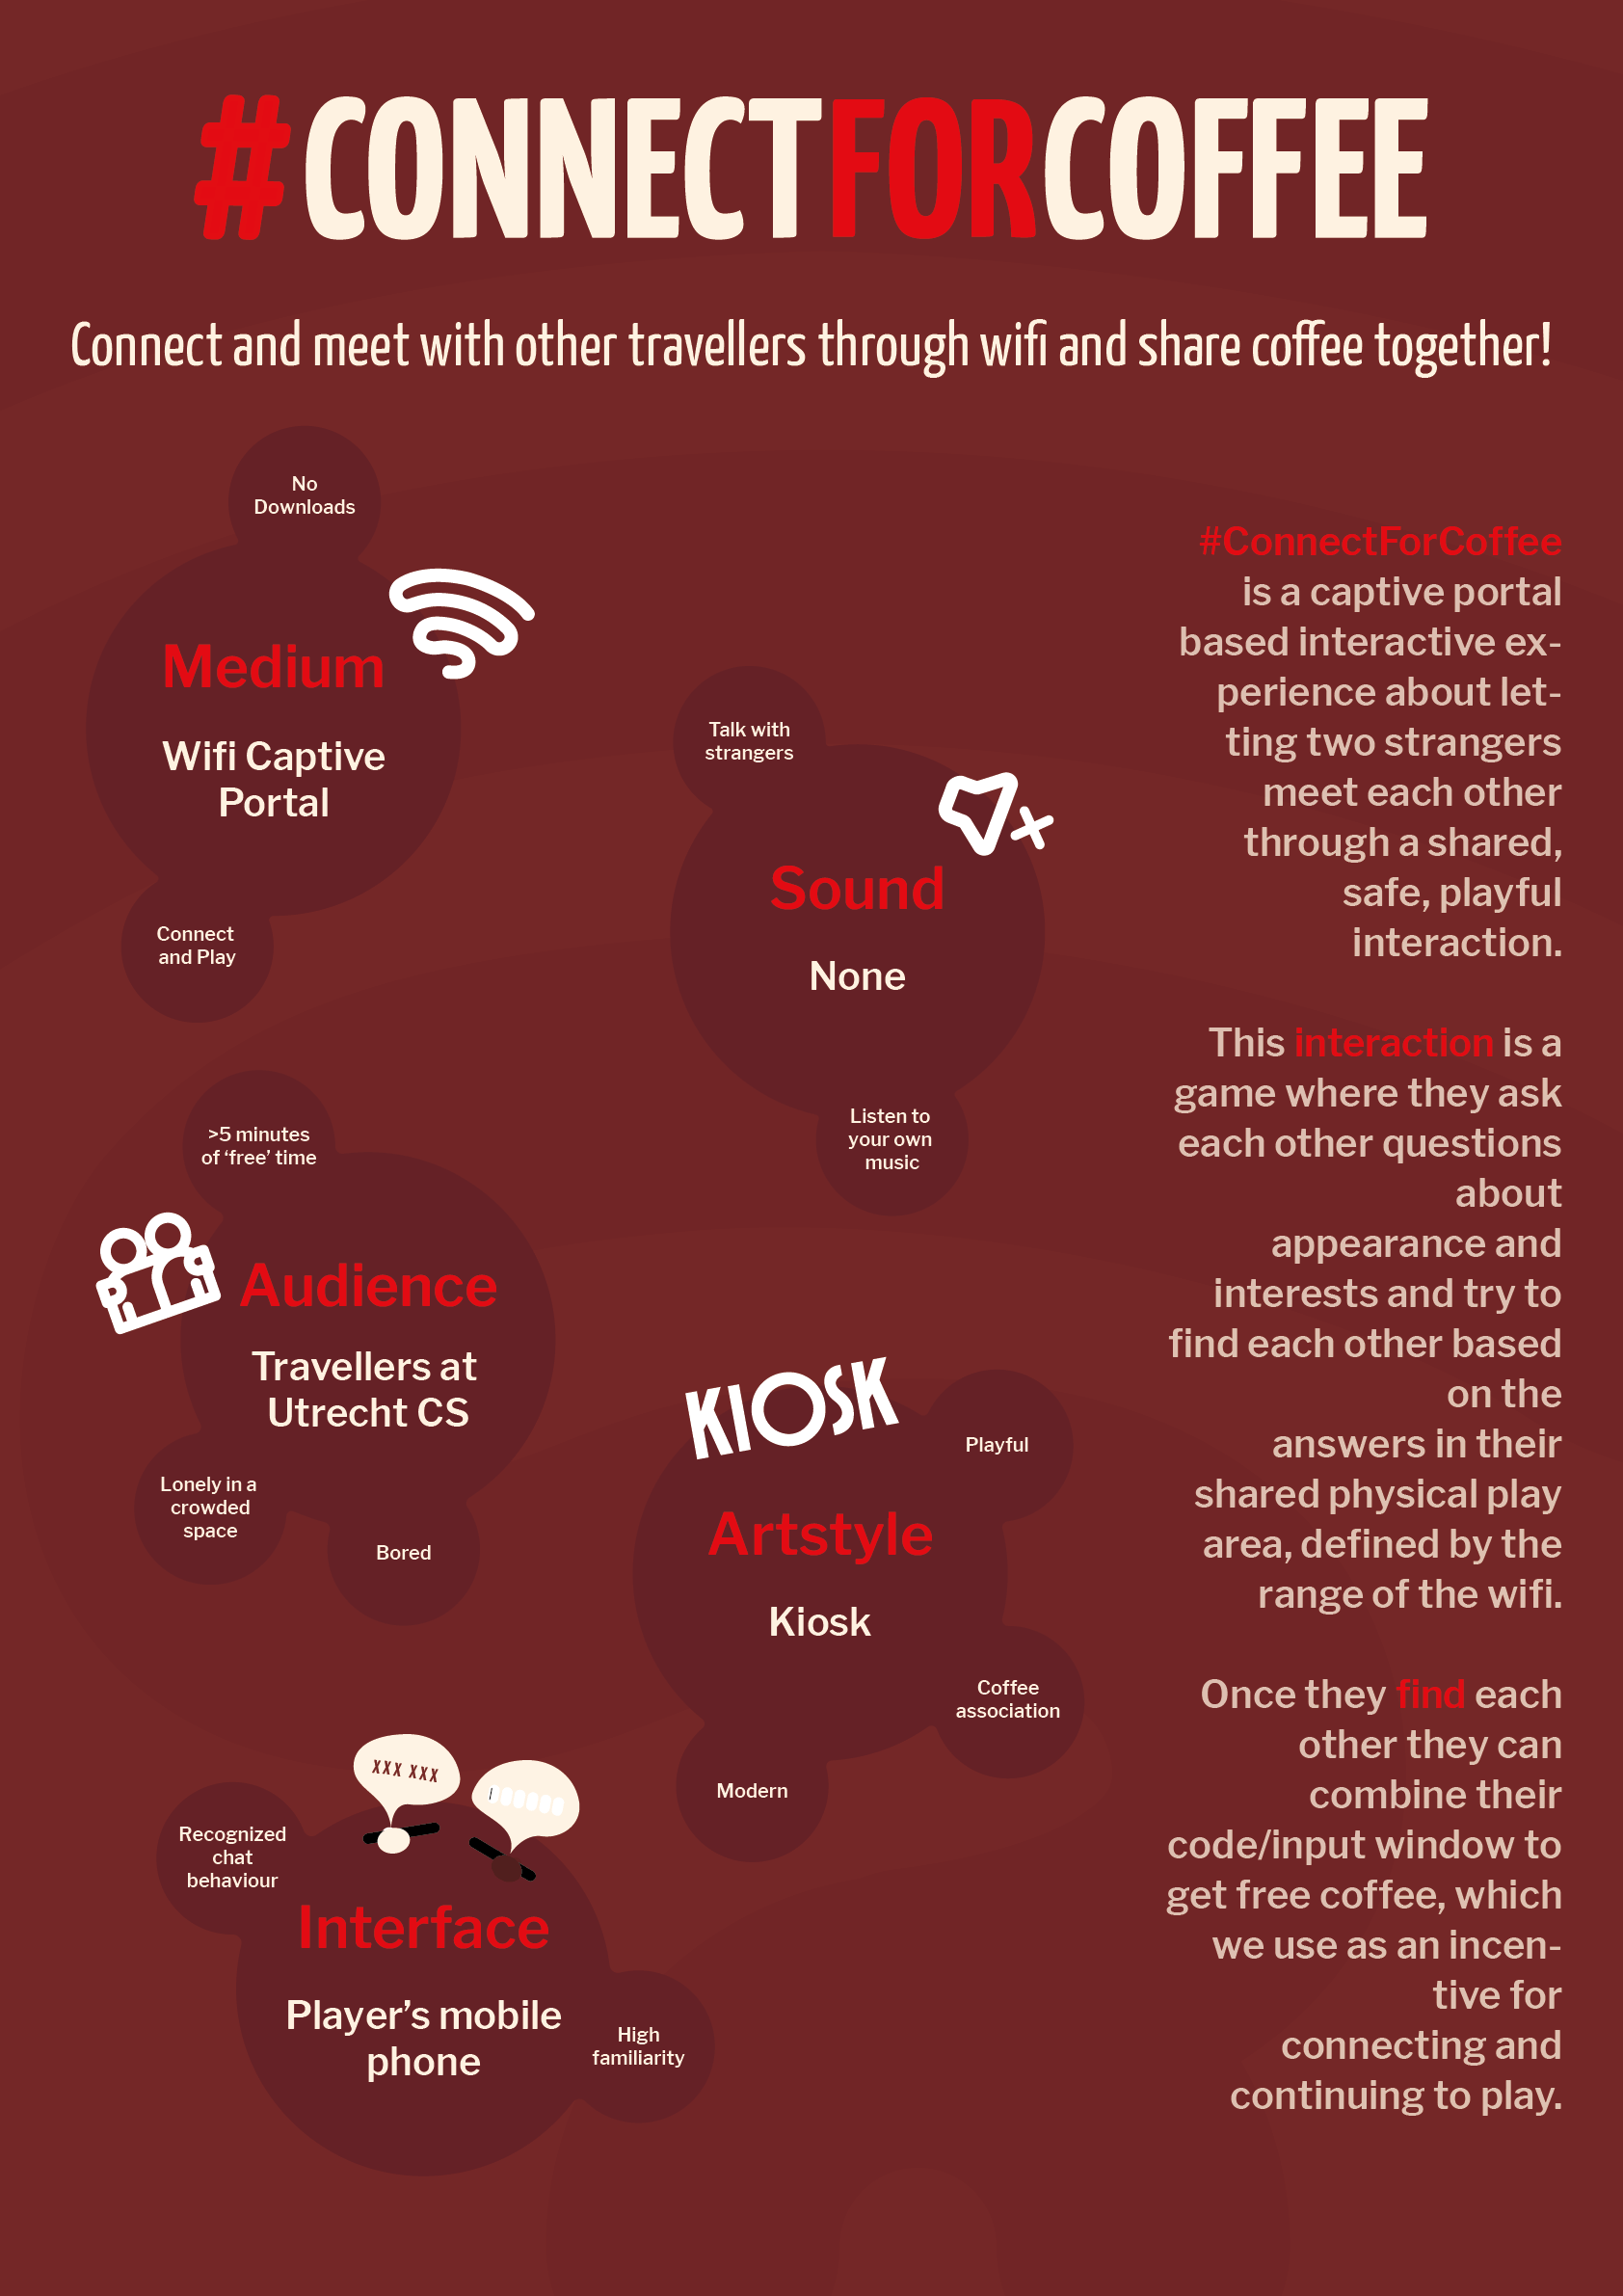 #CONNECTFORCOFFEE
Connect and meet with other travellers through wifi and share coffee together!
No
Downloads
Medium
Wifi Captive
Portal
Connect
and Play
Talk with
strangers
Sound
None
Listen to
your own
music
>5 minutes
of ‘free’ time
Audience
Travellers at
Utrecht CS
Lonely in a
crowded
space
Bored
KIOSK
Playful
Artstyle
Kiosk
Coffee
association
Modern
XXX XXX
Recognized
chat
behaviour
Interface
Player’s mobile
phone
High
familiarity
#ConnectForCoffee
is a captive portal
based interactive ex-
perience about let-
ting two strangers
meet each other
through a shared,
safe, playful
interaction.
This interaction is a
game where they ask
each other questions
about
appearance and
interests and try to
find each other based
on the
answers in their
shared physical play
area, defined by the
range of the wifi.
Once they find each
other they can
combine their
code/input window to
get free coffee, which
we use as an incen-
tive for
connecting and
continuing to play.